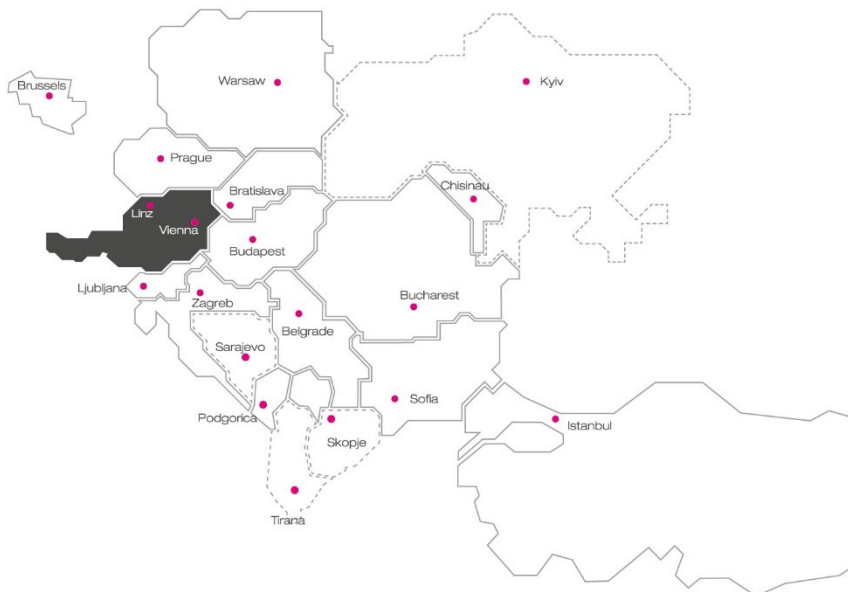 Warsaw
Kyiv
Brussels
Prague
Bratislava
Chisinau
Linz
Vienna
Budapest
Ljubljana
Zagreb
Bucharest
Belgrade
Sarajevo
Sofia
Podgorica
Istanbul
Skopje
Tirana